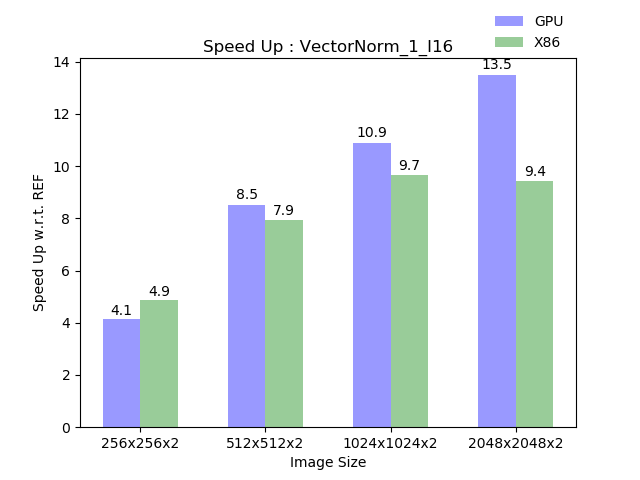 GPU
X86
Speed Up : VectorNorm_1_I16
Speed Up w.r.t. REF
14
12
10
8
6
4
2
0
4.1
4.9
8.5
7.9
10.9
9.7
13.5
9.4
256x256x2
512x512x2
1024x1024x2
2048x2048x2
Image Size